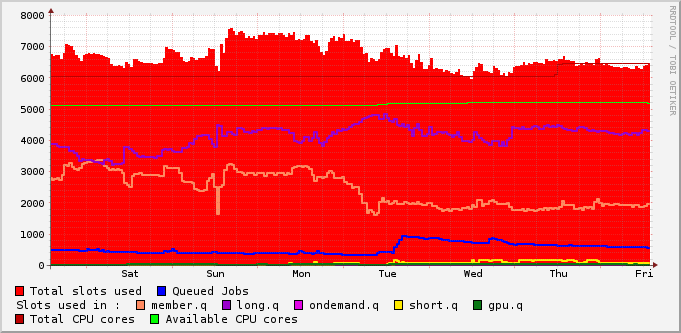 8000
7000
6000
5000
4000
3000
2000
1000
0
Sat Sun Mon Tue Wed Thu Fri
Total slots used Queued Jobs
Slots used in : member.q long.q ondemand.q short.q gpu.q
Total CPU cores Available CPU cores
RRDTOOL / TOBI OETIKER